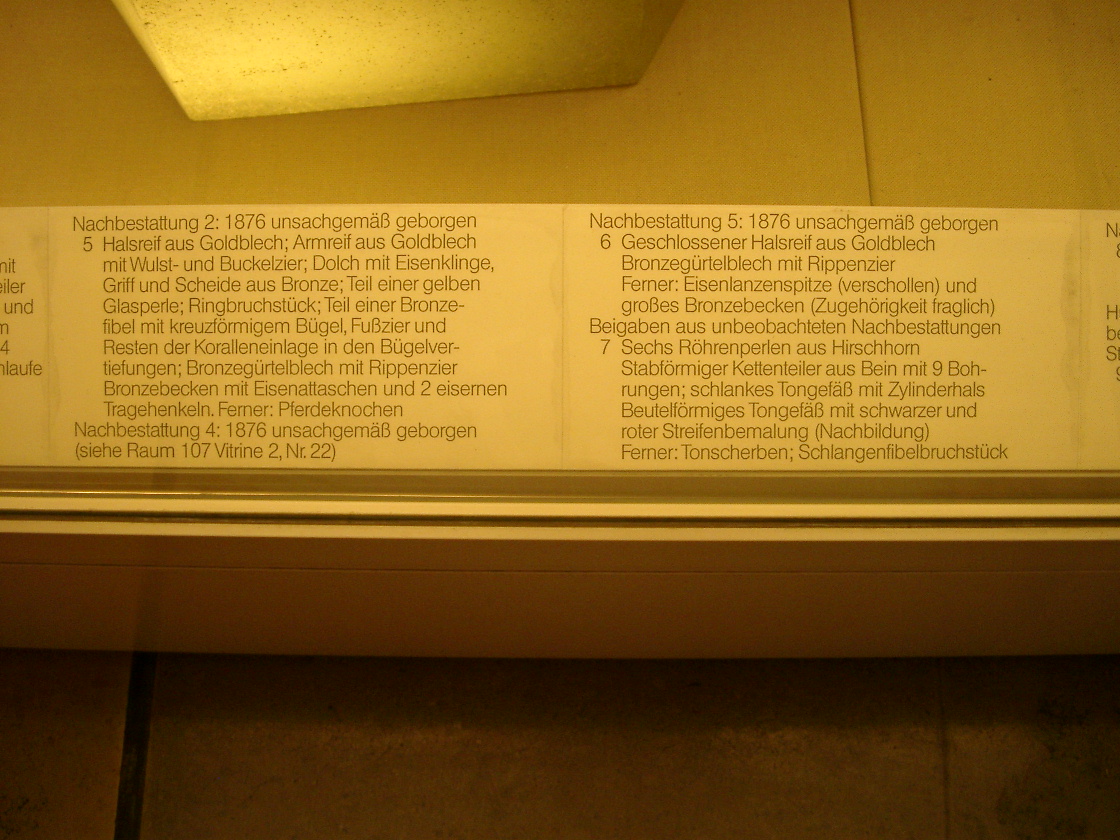 Nachbestattung 2: 1876 unsachgemäß geborgen
5 Halsreif aus Goldblech; Armreif aus Goldblech
mit Wulst- und Buckelzier; Dolch mit Eisenklinge,
Griff und Scheide aus Bronze; Teil einer gelben
Glasperle; Ringbruchstück; Teil einer Bronze-
fibel mit kreuzförmigem Bügel, Fußzier und
Resten der Koralleneinlage in den Bügelver-
tiefungen; Bronzegürtelblech mit Rippenzier
Bronzebecken mit Eisenattaschen und 2 eisernen
Tragehenkeln. Ferner: Pferdeknochen
Nachbestattung 4: 1876 unsachgemäß geborgen
(siehe Raum 107 Vitrine 2, Nr. 22)
Nachbestattung 5: 1876 unsachgemäß geborgen
6 Geschlossener Halsreif aus Goldblech
Bronzegürtelblech mit Rippenzier
Ferner: Eisenlanzenspitze (verschollen) und
großes Bronzebecken (Zugehörigkeit fraglich)
Beigaben aus unbeobachteten Nachbestattungen
7 Sechs Röhrenperlen aus Hirschhorn
Stabförmiger Kettenteiler aus Bein mit 9 Boh-
rungen; schlankes Tongefäß mit Zylinderhals
Beutelförmiges Tongefäß mit schwarzer und
roter Streifenbemalung (Nachbildung)
Ferner: Tonscherben; Schlangenfibelbruchstück